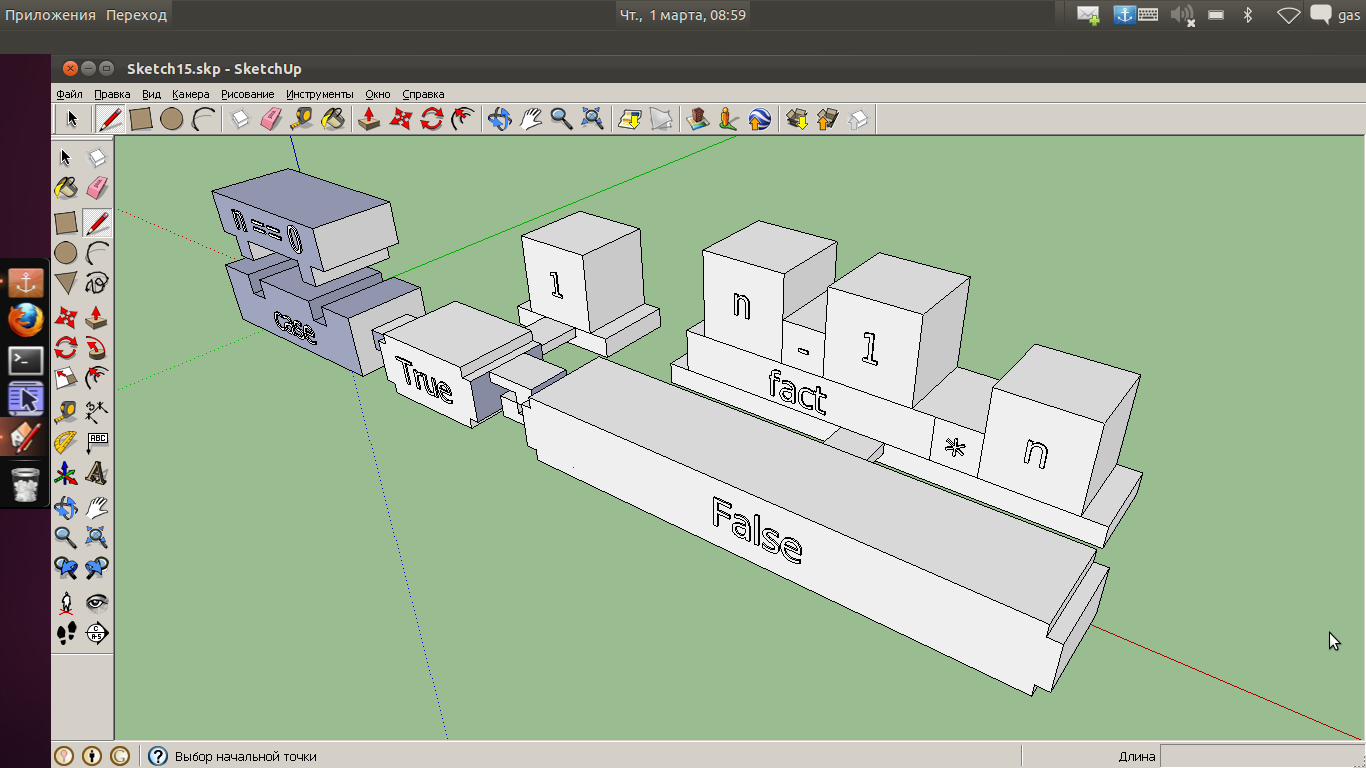 Приложения Переход Чт., 1 марта, 08:59 gas
Sketch15.skp - SketchUp
Файл Правка Вид Камера Рисование Инструменты Окно Справка
n == 0
case
True
1
n - 1
fact * n
False
ABC
Выбор начальной точки Длина